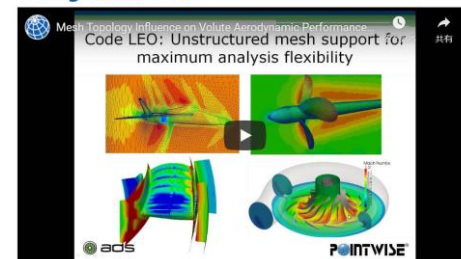 Mesh Topology Influence on Volute Aerodynamic Performance
共有
Code LEO: Unstructured mesh support for
maximum analysis flexibility
ads
POINTWISE